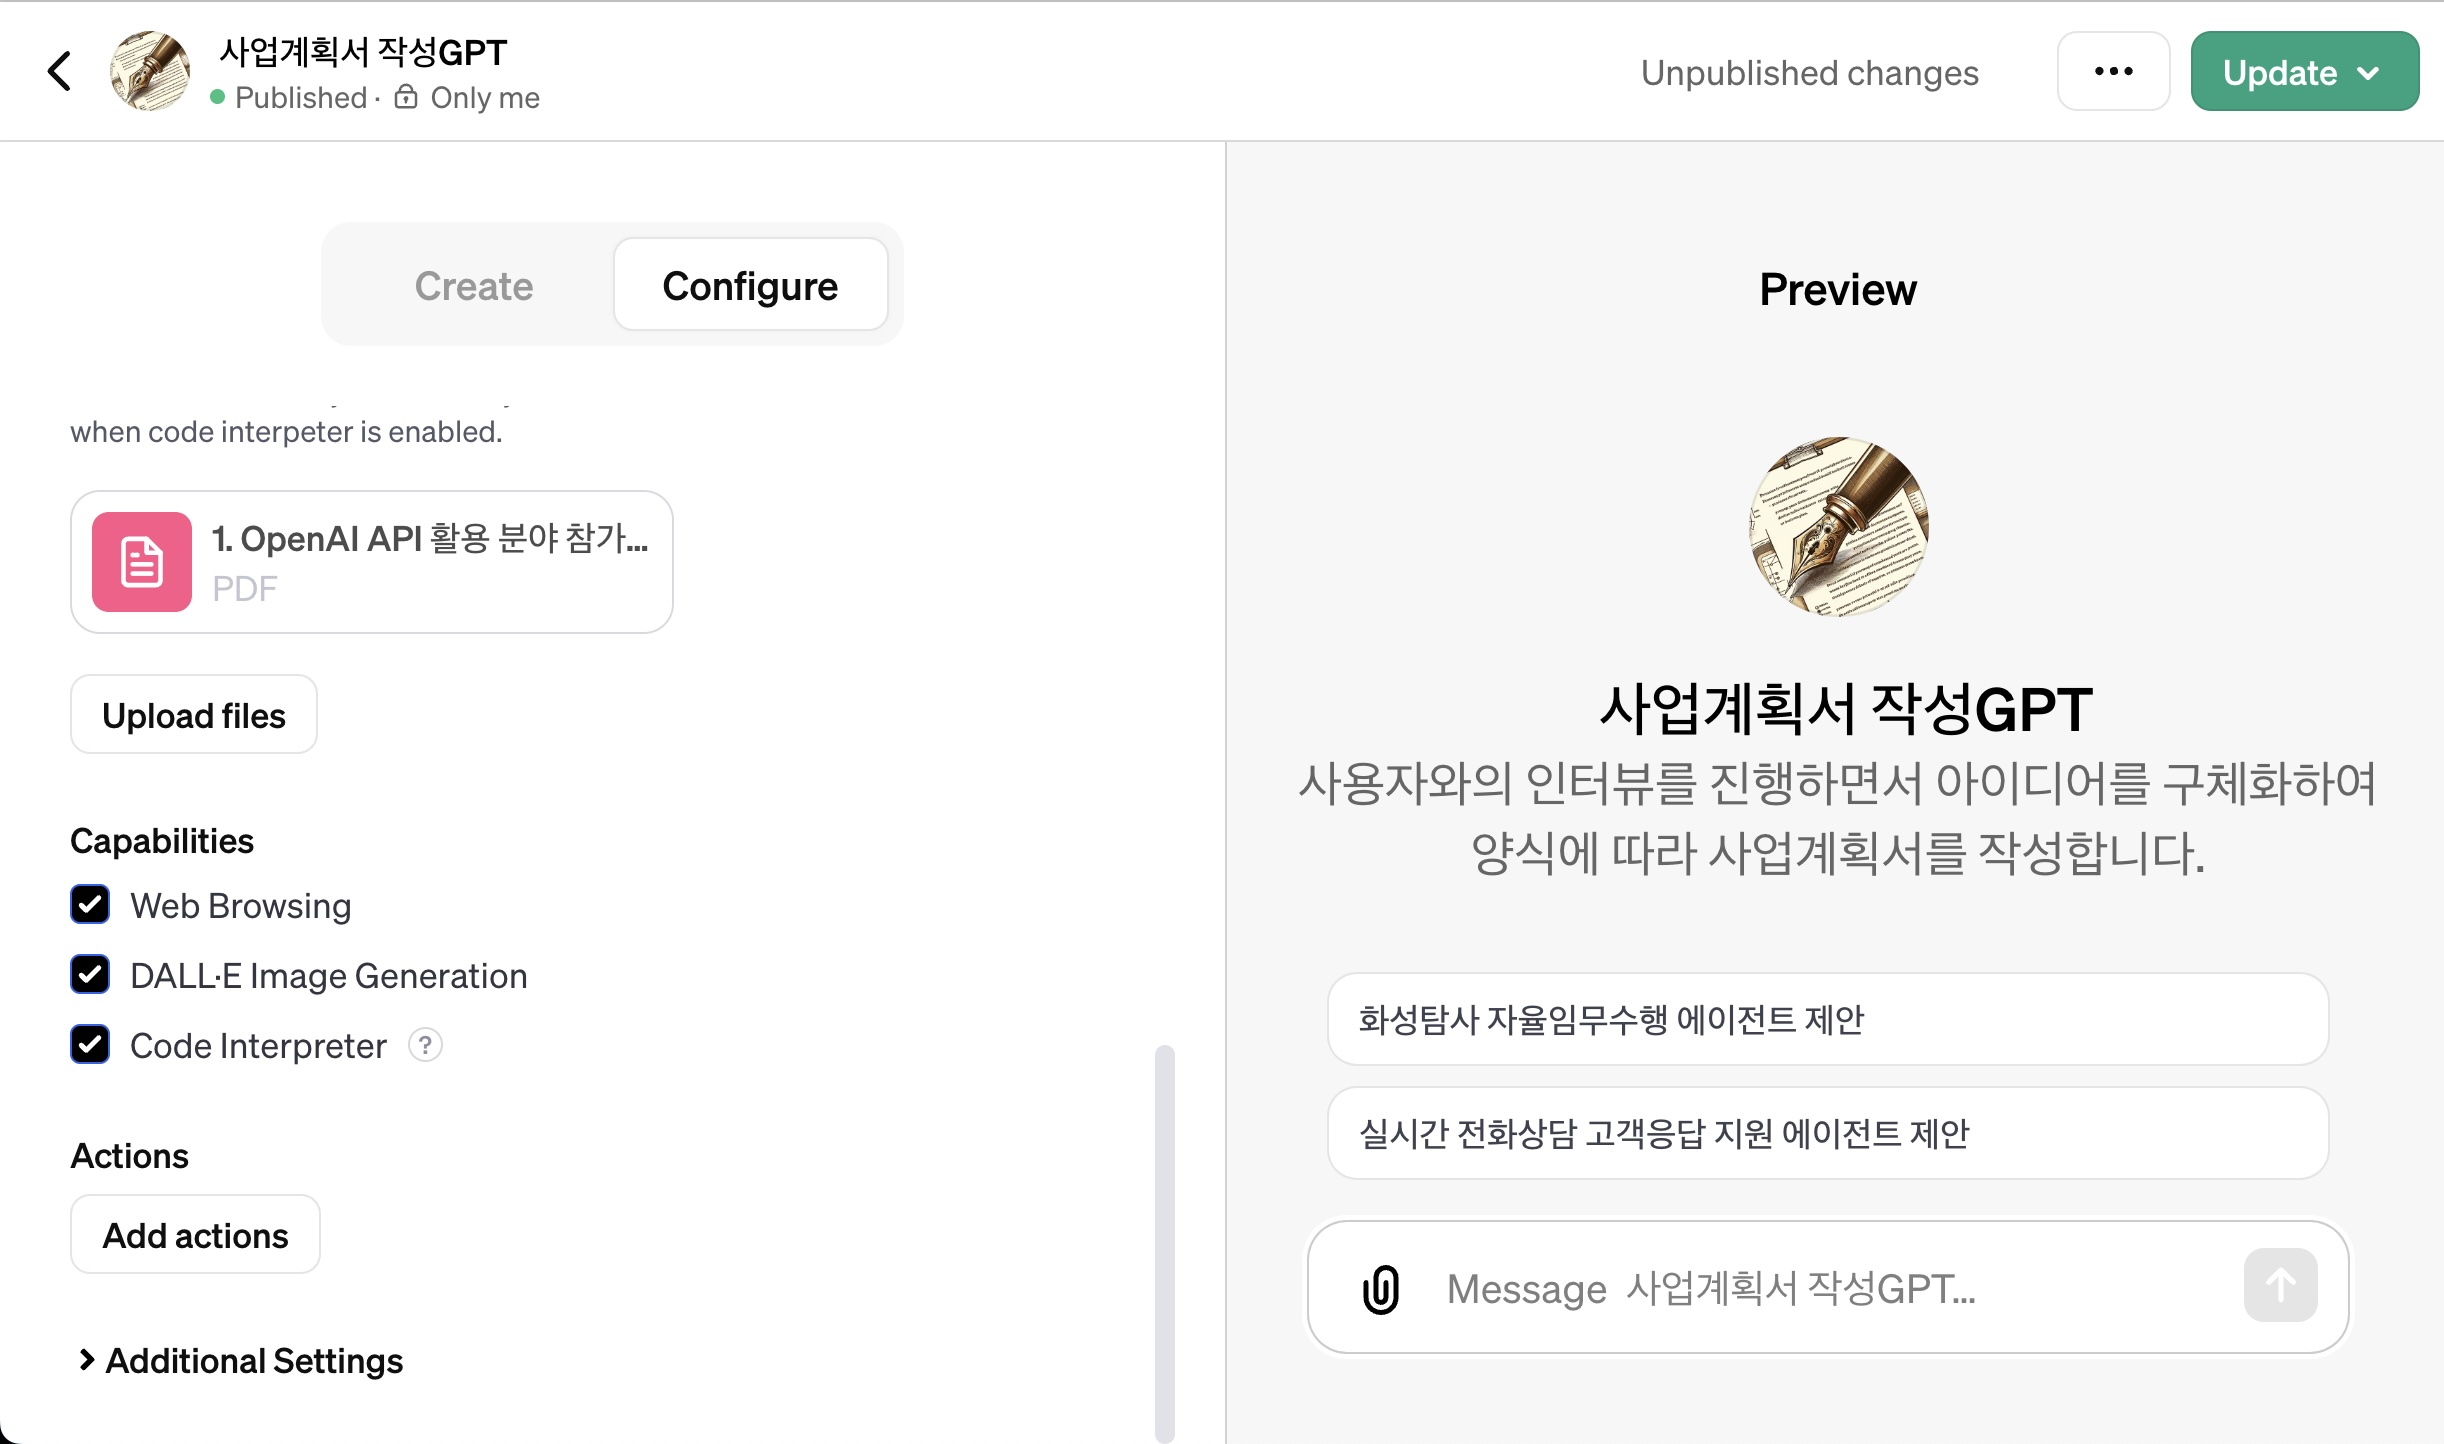 사업계획서 작성GPT
Published · Only me
Unpublished changes
Update
Create
Configure
when code interpeter is enabled.
1. OpenAI API 활용 분야 참가...
PDF
Upload files
Capabilities
Web Browsing
DALL·E Image Generation
Code Interpreter ?
Actions
Add actions
Additional Settings
Preview
사업계획서 작성GPT
사용자와의 인터뷰를 진행하면서 아이디어를 구체화하여
양식에 따라 사업계획서를 작성합니다.
화성탐사 자율임무수행 에이전트 제안
실시간 전화상담 고객응답 지원 에이전트 제안
Message 사업계획서 작성GPT...